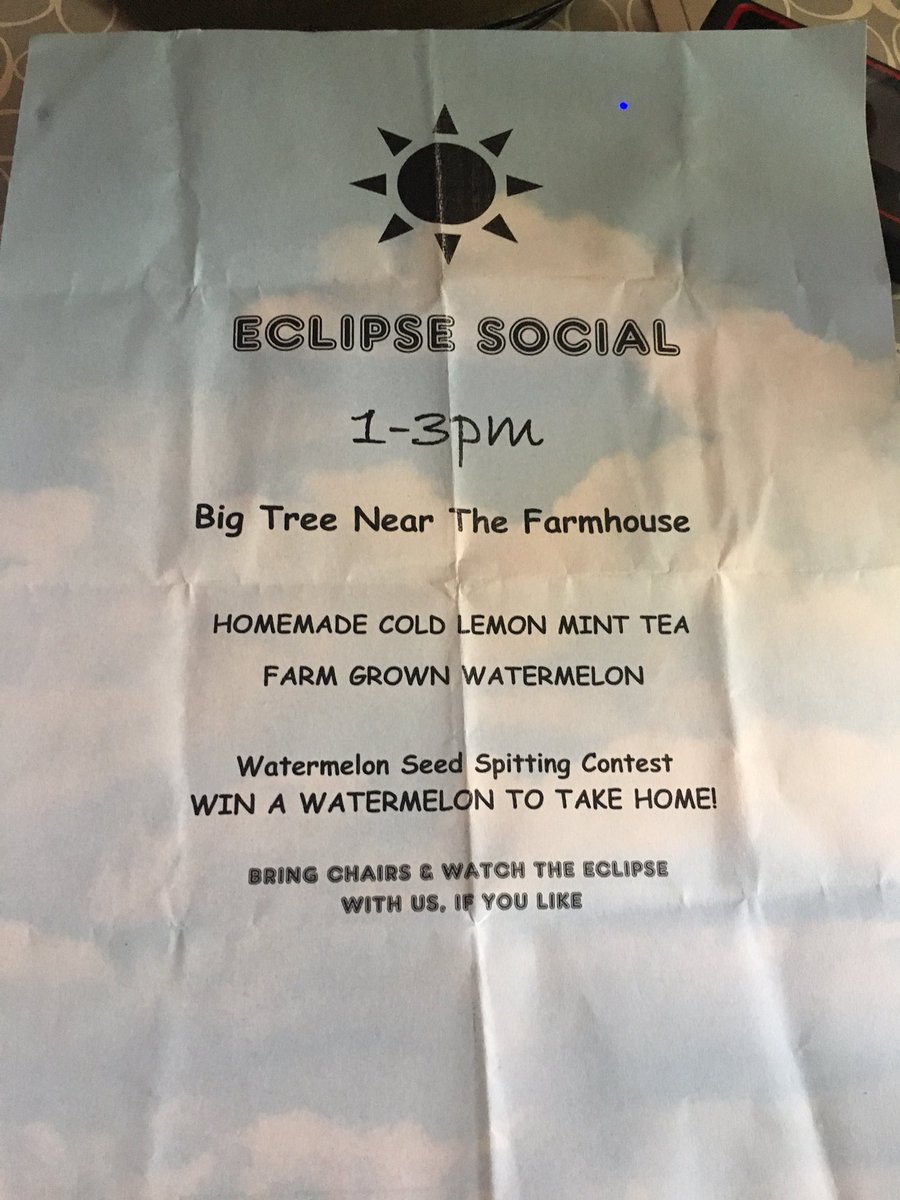 ECLIPSE SOCIAL
1-3pm
Big Tree Near The Farmhouse
HOMEMADE COLD LEMON MINT TEA
FARM GROWN WATERMELON
Watermelon Seed Spitting Contest
WIN A WATERMELON TO TAKE HOME!
BRING CHAIRS & WATCH THE ECLIPSE
WITH US, IF YOU LIKE